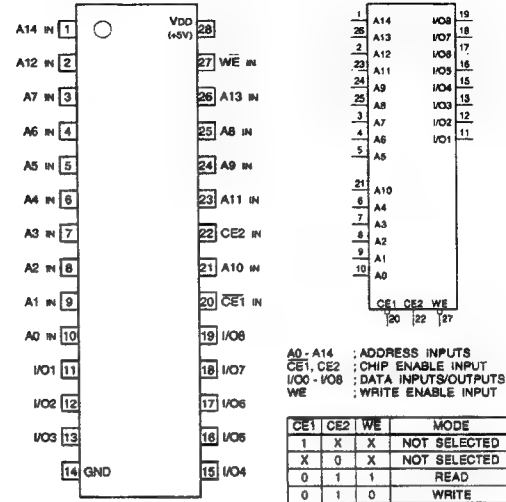 A14 IN 1 VDD (+5V) 28
A12 IN 2 27 W̅E̅ IN
A7 IN 3 26 A13 IN
A6 IN 4 25 A8 IN
A5 IN 5 24 A9 IN
A4 IN 6 23 A11 IN
A3 IN 7 22 CE2 IN
A2 IN 8 21 A10 IN
A1 IN 9 20 C̅E̅1̅ IN
A0 IN 10 19 I/O8
I/O1 11 18 I/O7
I/O2 12 17 I/O6
I/O3 13 16 I/O5
14 GND 15 I/O4
1 A14 I/O8 19
26 A13 I/O7 18
2 A12 I/O6 17
23 A11 I/O5 16
24 A9 I/O4 15
25 A8 I/O3 13
3 A7 I/O2 12
4 A6 I/O1 11
5 A5
21 A10
6 A4
7 A3
8 A2
9 A1
10 A0
CE1 CE2 WE
20 22 27
A0 - A14 ; ADDRESS INPUTS
C̅E̅1̅, CE2 ; CHIP ENABLE INPUT
I/O0 - I/O8 ; DATA INPUTS/OUTPUTS
W̅E̅ ; WRITE ENABLE INPUT
C̅E̅1̅ CE2 W̅E̅ MODE
1 X X NOT SELECTED
X 0 X NOT SELECTED
0 1 1 READ
0 1 0 WRITE